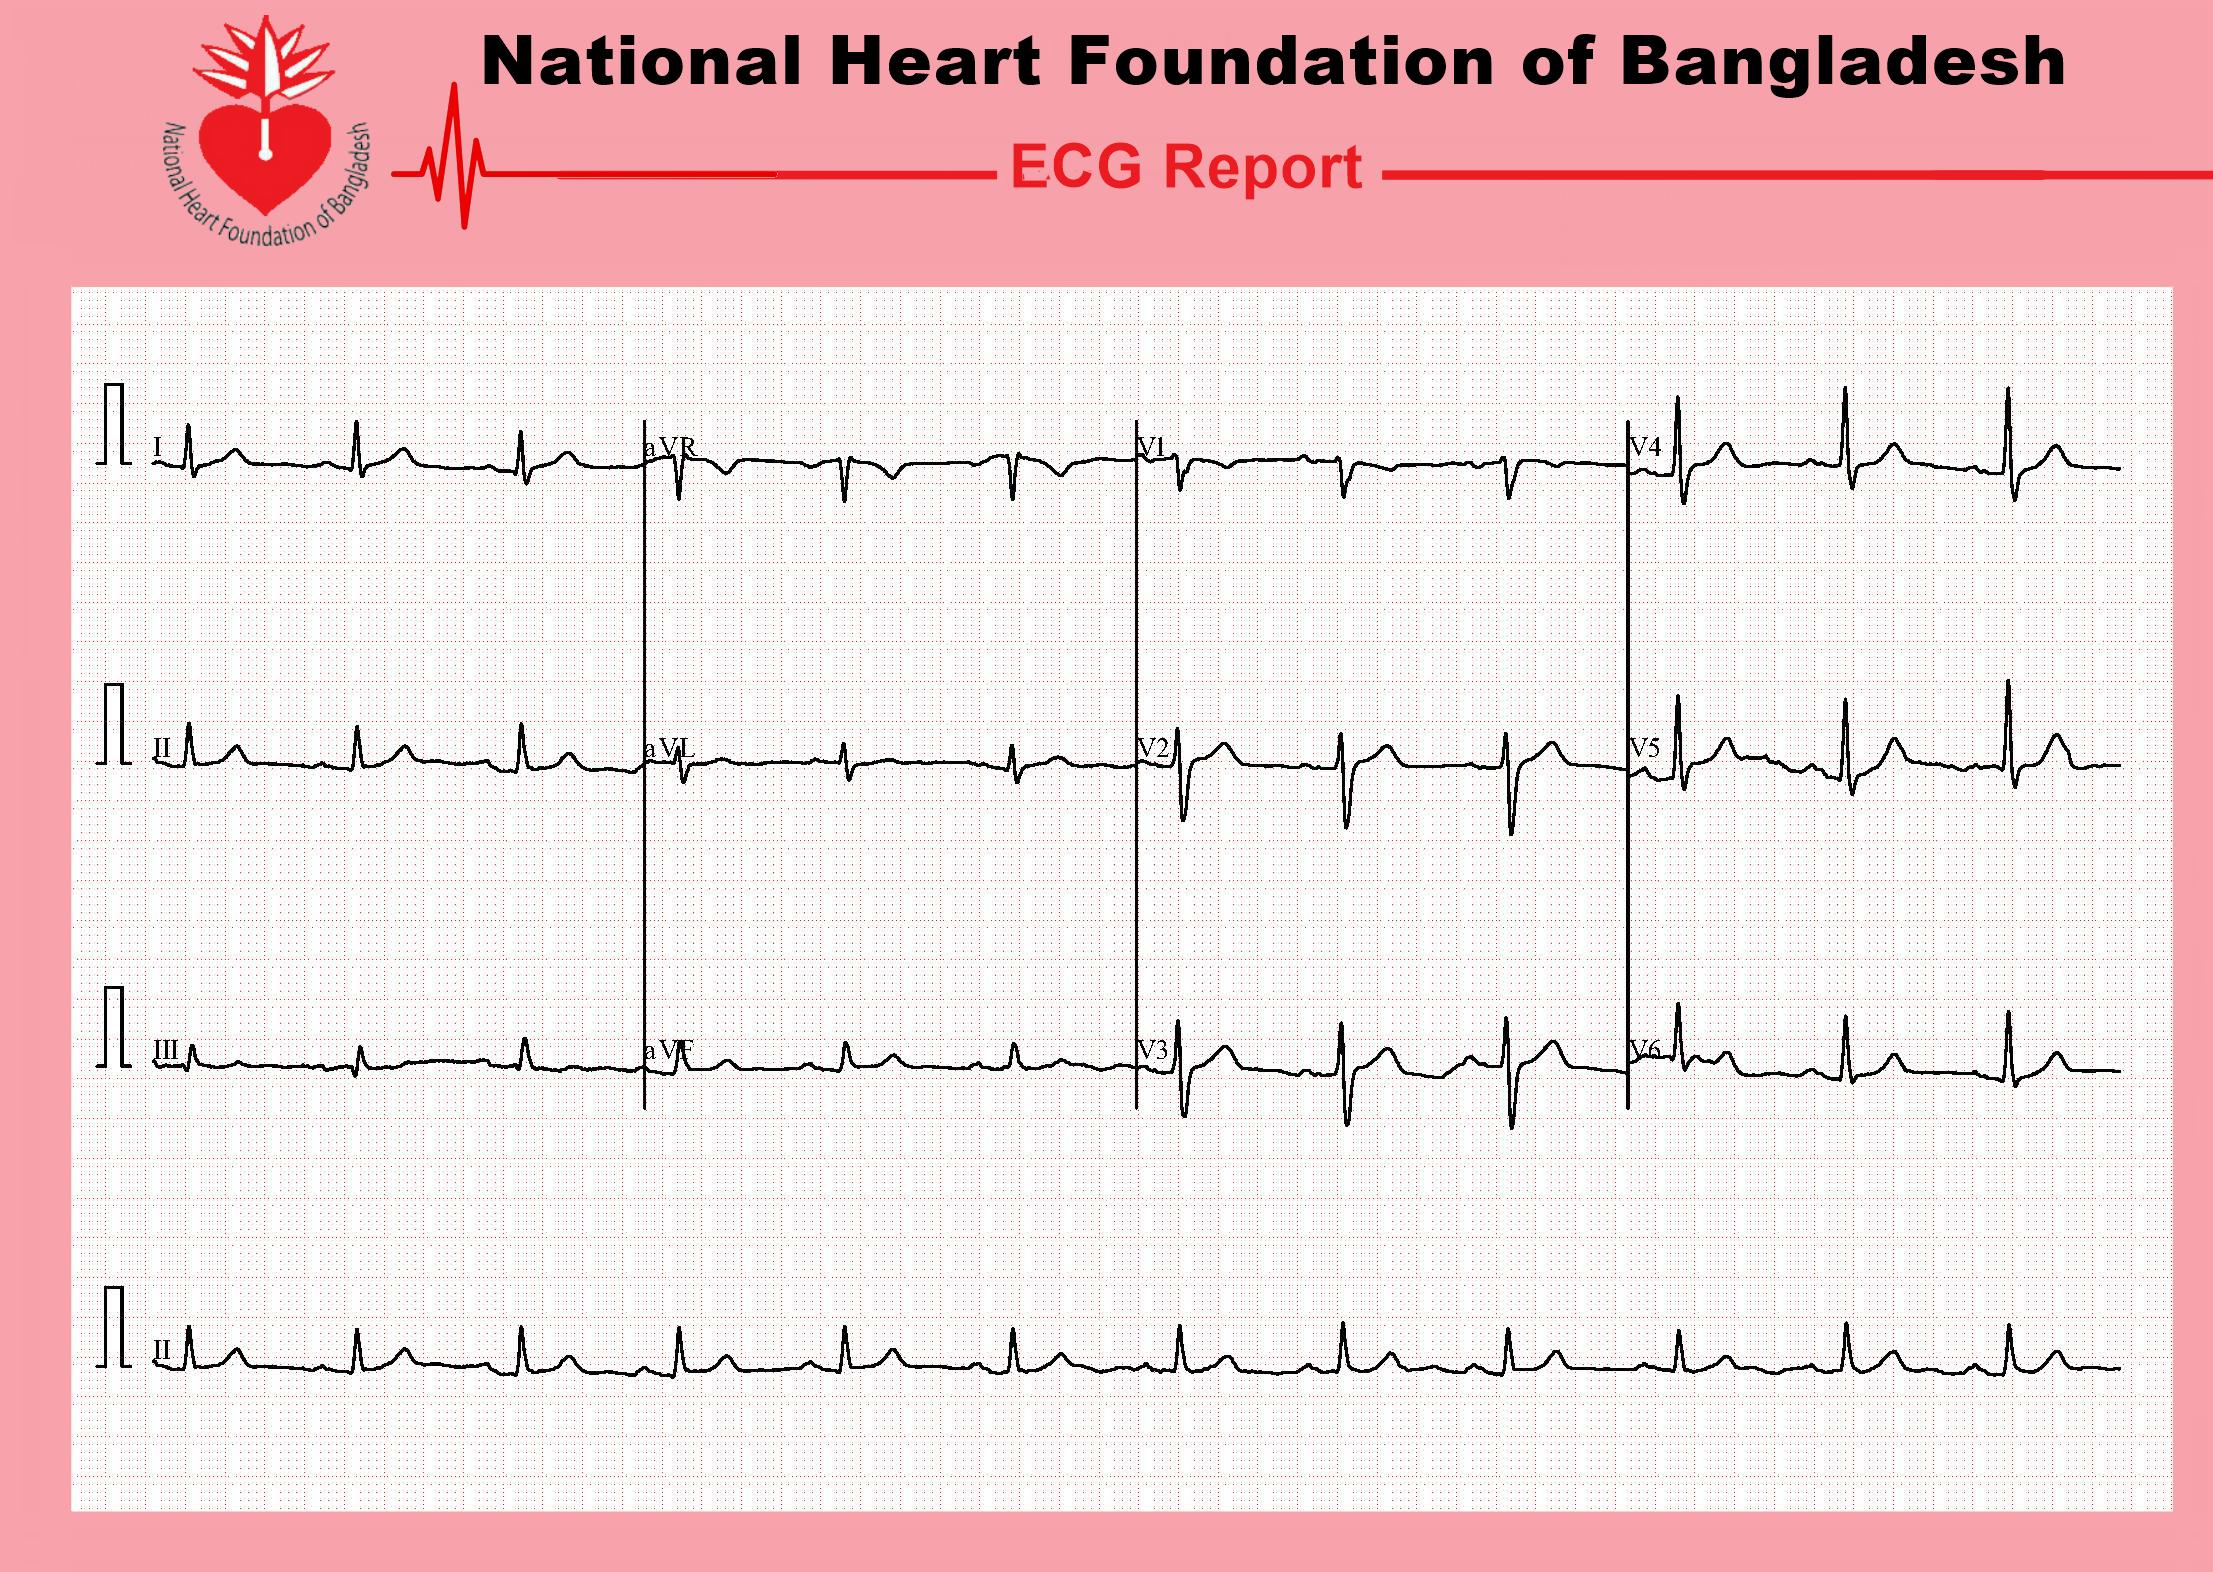 National Heart Foundation of Bangladesh
National Heart Foundation of Bangladesh
ECG Report
I aVR V1 V4
II aVL V2 V5
III aVF V3 V6
II